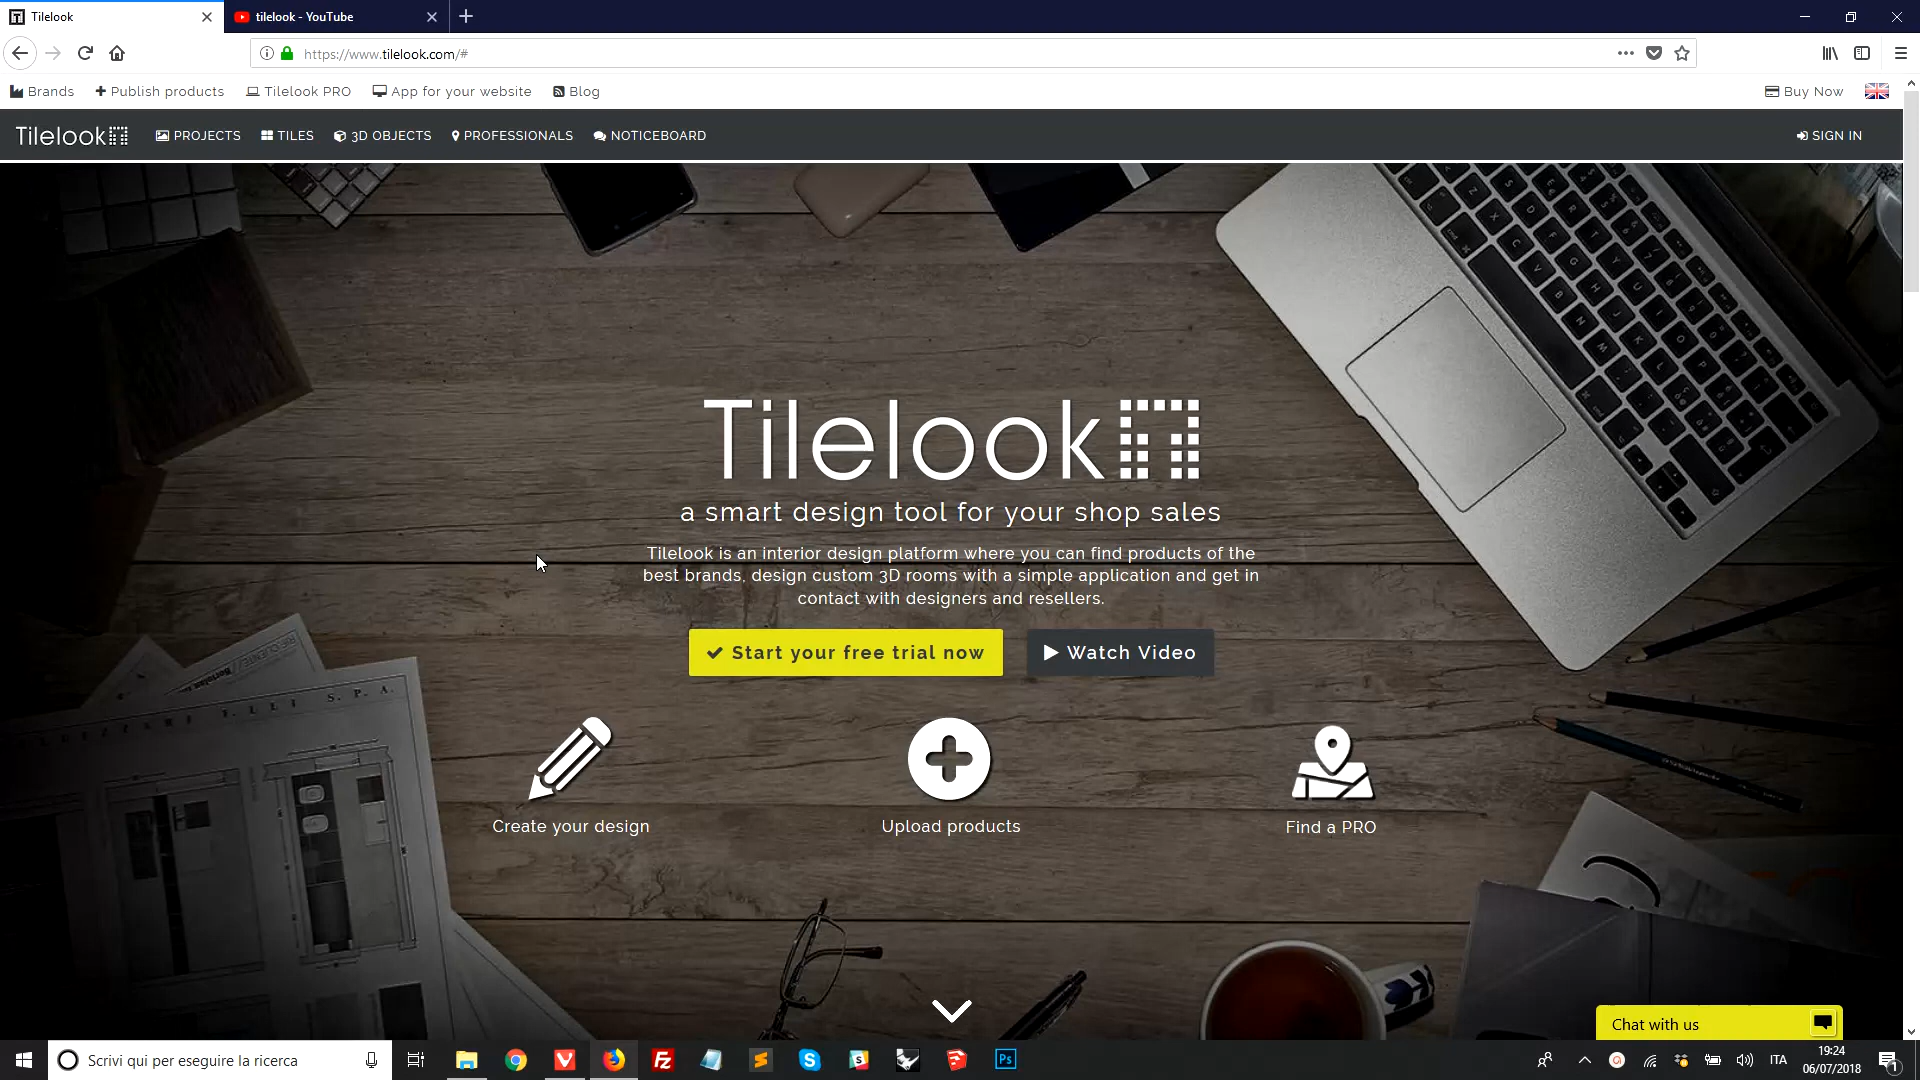 Tilelook
tilelook - YouTube
https://www.tilelook.com/#
Brands
Publish products
Tilelook PRO
App for your website
Blog
Buy Now
Tilelook
PROJECTS
TILES
3D OBJECTS
PROFESSIONALS
NOTICEBOARD
SIGN IN
Tilelook
a smart design tool for your shop sales
Tilelook is an interior design platform where you can find products of the
best brands, design custom 3D rooms with a simple application and get in
contact with designers and resellers.
Start your free trial now
Watch Video
Create your design
Upload products
Find a PRO
Chat with us
Scrivi qui per eseguire la ricerca
ITA
19:24
06/07/2018
1